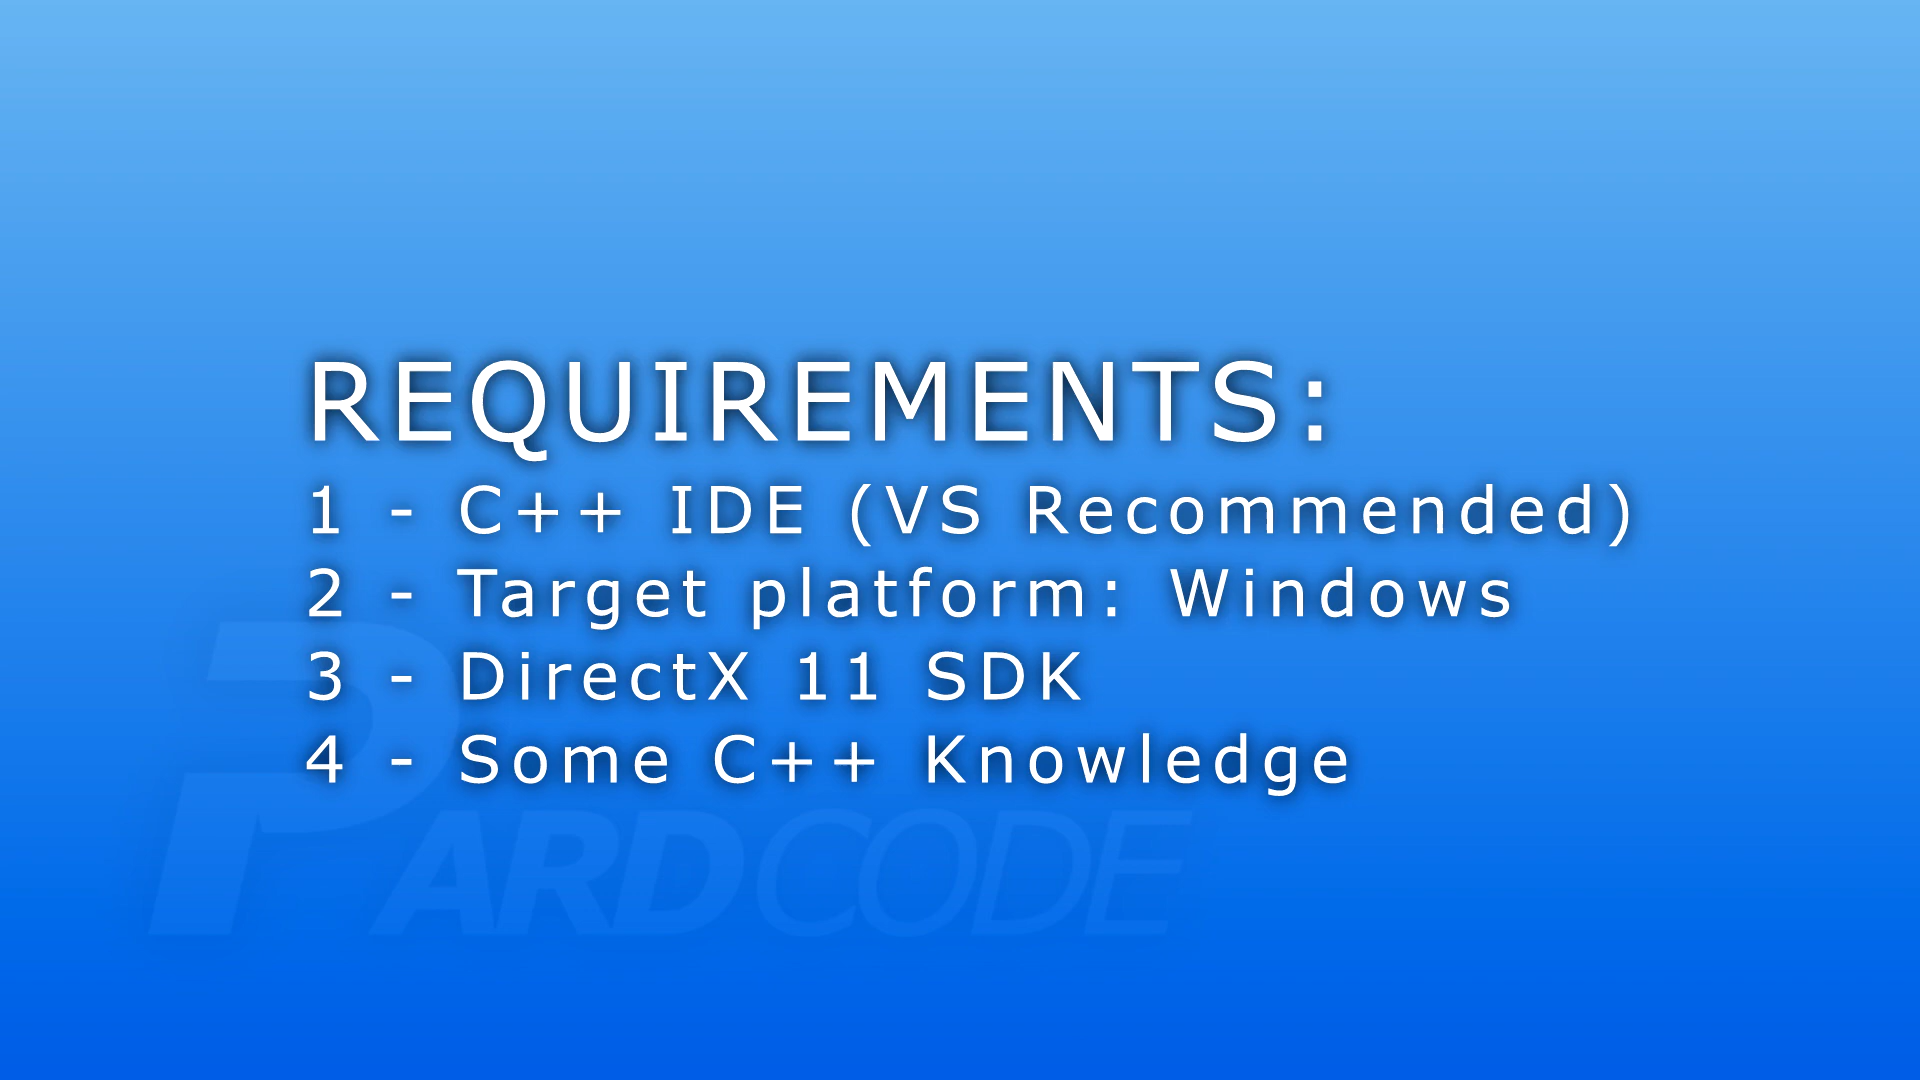 REQUIREMENTS:
1 - C++ IDE (VS Recommended)
2 - Target platform: Windows
3 - DirectX 11 SDK
4 - Some C++ Knowledge
PARDCODE